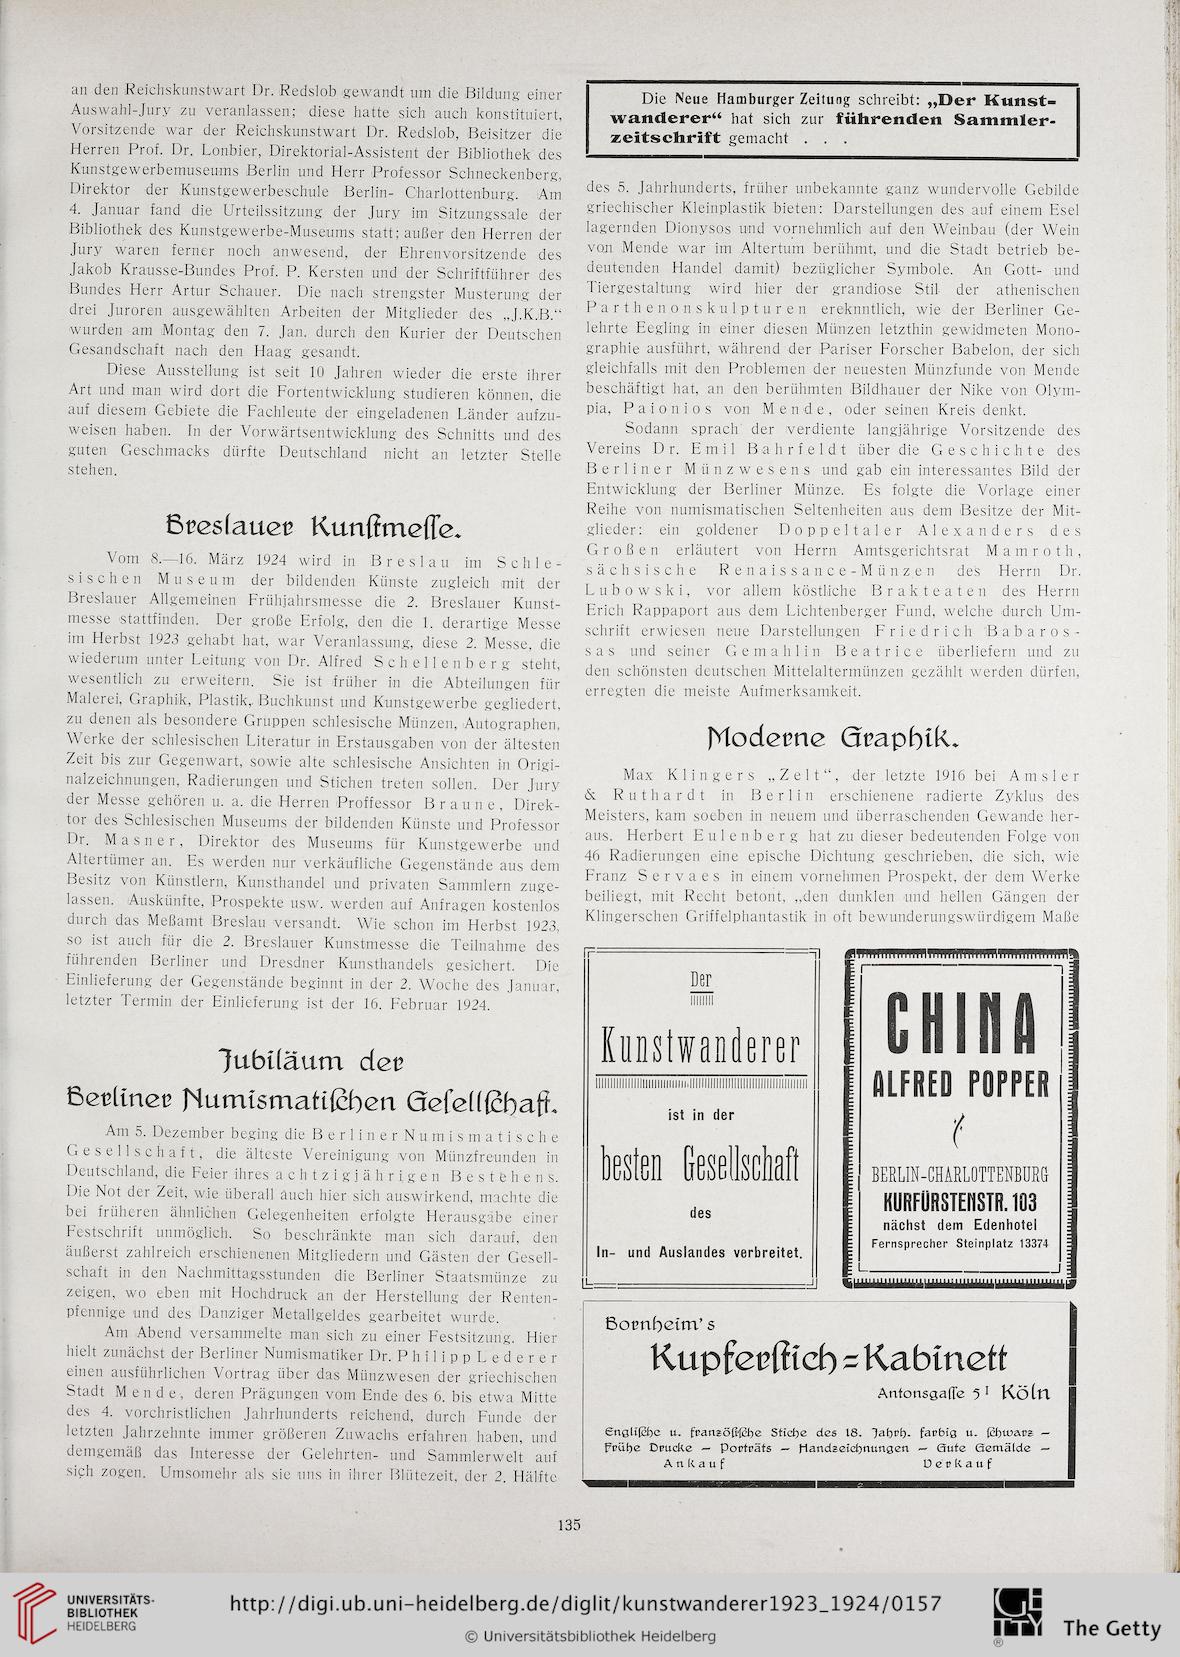 an den Reichskunstwart Dr. Redslob gewandt um die Bildung einer
Auswahl-Jury zu veranlassen; diese hatte sich auch konstituiert,
Vorsitzende war der Reichskunstwart Dr. Redslob, Beisitzer die
Herren Prof. Dr. Lonbier, Direktorial-Assistent der Bibliothek des
Kunstgewerbemuseums Berlin und Herr Professor Schneckenberg,
Direktor der Kunstgewerbeschule Berlin- Charlottenburg. Am
4. Januar fand die Urteilssitzung der Jury im Sitzungssale der
Bibliothek des Kunstgewerbe-Museums statt; außer den Herren der
Jury waren ferner noch anwesend, der Ehrenvorsitzende des
Jakob Krausse-Bundes Prof. P. Kersten und der Schriftführer des
Bundes Herr Artur Schauer. Die nach strengster Musterung der
drei Juroren ausgewählten Arbeiten der Mitglieder des „J.K.B.“
wurden am Montag den 7. Jan. durch den Kurier der Deutschen
Gesandschaft nach den Haag gesandt.
Diese Ausstellung ist seit 10 Jahren wieder die erste ihrer
Art und man wird dort die Fortentwicklung studieren können, die
auf diesem Gebiete die Fachleute der eingeladenen Länder aufzu-
weisen haben. In der Vorwärtsentwicklung des Schnitts und des
guten Geschmacks dürfte Deutschland nicht an letzter Stelle
stehen.
Breslauer Kunstmesse.
Vom 8.—16. März 1924 wird in Breslau im Schle-
sischen Museum der bildenden Künste zugleich mit der
Breslauer Allgemeinen Frühjahrsmesse die 2. Breslauer Kunst-
messe stattfinden. Der große Erfolg, den die 1. derartige Messe
im Herbst 1923 gehabt hat, war Veranlassung, diese 2. Messe, die
wiederum unter Leitung von Dr. Alfred Schellenberg steht,
wesentlich zu erweitern. Sie ist früher in die Abteilungen für
Malerei, Graphik, Plastik, Buchkunst und Kunstgewerbe gegliedert,
zu denen als besondere Gruppen schlesische Münzen, Autographen,
Werke der schlesischen Literatur in Erstausgaben von der ältesten
Zeit bis zur Gegenwart, sowie alte schlesische Ansichten in Origi-
nalzeichnungen, Radierungen und Stichen treten sollen. Der Jury
der Messe gehören u. a. die Herren Proffessor Braune, Direk-
tor des Schlesischen Museums der bildenden Künste und Professor
Dr. Masner, Direktor des Museums für Kunstgewerbe und
Altertümer an. Es werden nur verkäufliche Gegenstände aus dem
Besitz von Künstlern, Kunsthandel und privaten Sammlern zuge-
lassen. Auskünfte, Prospekte usw. werden auf Anfragen kostenlos
durch das Meßamt Breslau versandt. Wie schon im Herbst 1923,
so ist auch für die 2. Breslauer Kunstmesse die Teilnahme des
führenden Berliner und Dresdner Kunsthandels gesichert. Die
Einlieferung der Gegenstände beginnt in der 2. Woche des Januar,
letzter Termin der Einlieferung ist der 16. Februar 1924.
Jubiläum der
Berliner Numismatischen Gesellschaft.
Am 5. Dezember beging die Berliner Numismatische
Gesellschaft, die älteste Vereinigung von Münzfreunden in
Deutschland, die Feier ihres achtzigjährigen Bestehens.
Die Not der Zeit, wie überall auch hier sich auswirkend, machte die
bei früheren ähnlichen Gelegenheiten erfolgte Herausgabe einer
Festschrift unmöglich. So beschränkte man sich darauf, den
äußerst zahlreich erschienenen Mitgliedern und Gästen der Gesell-
schaft in den Nachmittagsstunden die Berliner Staatsmünze zu
zeigen, wo eben mit Hochdruck an der Herstellung der Renten-
pfennige und des Danziger Metallgeldes gearbeitet wurde.
Am Abend versammelte man sich zu einer Festsitzung. Hier
hielt zunächst der Berliner Numismatiker Dr. Philipp Lederer
einen ausführlichen Vortrag über das Münzwesen der griechischen
Stadt Mende, deren Prägungen vom Ende des 6. bis etwa Mitte
des 4. vorchristlichen Jahrhunderts reichend, durch Funde der
letzten Jahrzehnte immer größeren Zuwachs erfahren haben, und
demgemäß das Interesse der Gelehrten- und Sammlerwelt auf
sich zogen. Umsomehr als sie uns in ihrer Blütezeit, der 2. Hälfte
Die Neue Hamburger Zeitung schreibt: „Der Kunst-
wanderer“ hat sich zur führenden Sammler-
zeitschrift gemacht . . .
des 5. Jahrhunderts, früher unbekannte ganz wundervolle Gebilde
griechischer Kleinplastik bieten: Darstellungen des auf einem Esel
lagernden Dionysos und vornehmlich auf den Weinbau (der Wein
von Mende war im Altertum berühmt, und die Stadt betrieb be-
deutenden Handel damit) bezüglicher Symbole. An Gott- und
Tiergestaltung wird hier der grandiose Stil der athenischen
Parthenonskulpturen ereknntlich, wie der Berliner Ge-
lehrte Regling in einer diesen Münzen letzthin gewidmeten Mono-
graphie ausführt, während der Pariser Forscher Babelon, der sich
gleichfalls mit den Problemen der neuesten Münzfunde von Mende
beschäftigt hat, an den berühmten Bildhauer der Nike von Olym-
pia, Paionios von Mende, oder seinen Kreis denkt.
Sodann sprach der verdiente langjährige Vorsitzende des
Vereins Dr. Emil Bahrfeldt über die Geschichte des
Berliner Münzwesens und gab ein interessantes Bild der
Entwicklung der Berliner Münze. Es folgte die Vorlage einer
Reihe von numismatischen Seltenheiten aus dem Besitze der Mit-
glieder: ein goldener Doppeltaler Alexanders des
Großen erläutert von Herrn Amtsgerichtsrat Mamroth,
sächsische Renaissance-Münzen des Herrn Dr.
Lubowski, vor allem köstliche Brakteaten des Herrn
Erich Rappaport aus dem Lichtenberger Fund, welche durch Um-
schrift erwiesen neue Darstellungen Friedrich Babaros-
sas und seiner Gemahlin Beatrice überliefern und zu
den schönsten deutschen Mittelaltermünzen gezählt werden dürfen,
erregten die meiste Aufmerksamkeit.
Moderne Graphik.
Max Klingers „Zelt“, der letzte 1916 bei Amsler
& Ruthardt in Berlin erschienene radierte Zyklus des
Meisters, kam soeben in neuem und überraschenden Gewande her-
aus. Herbert Eulenberg hat zu dieser bedeutenden Folge von
46 Radierungen eine epische Dichtung geschrieben, die sich, wie
Franz Servaes in einem vornehmen Prospekt, der dem Werke
beiliegt, mit Recht betont, „den dunklen und hellen Gängen der
Klingerschen Griffelphantastik in oft bewunderungswürdigem Maße
Der
Kunstwanderer
ist in der
besten Gesellschaft
des
In- und Auslandes verbreitet.
CHINA
ALFRED POPPER
BERLIN-CHARLOTTENBURG
KURFÜRSTENSTR. 103
nächst dem Edenhotel
Fernsprecher Steinplatz 13374
Bornheim's
Kupferstich=Kabinett
Antonsgasse 5 I Köln
Englische u. französische Stiche des 18. Jahrh. farbig u. schwarz —
Frühe Drucke — Porträts — Handzeichnungen — Gute Gemälde —
Ankauf Verkauf
135
UNIVERSITÄTS-
BIBLIOTHEK
HEIDELBERG
http://digi.ub.uni-heidelberg.de/diglit/kunstwanderer1923_1924/0157
© Universitätsbibliothek Heidelberg
GETTY
®
The Getty